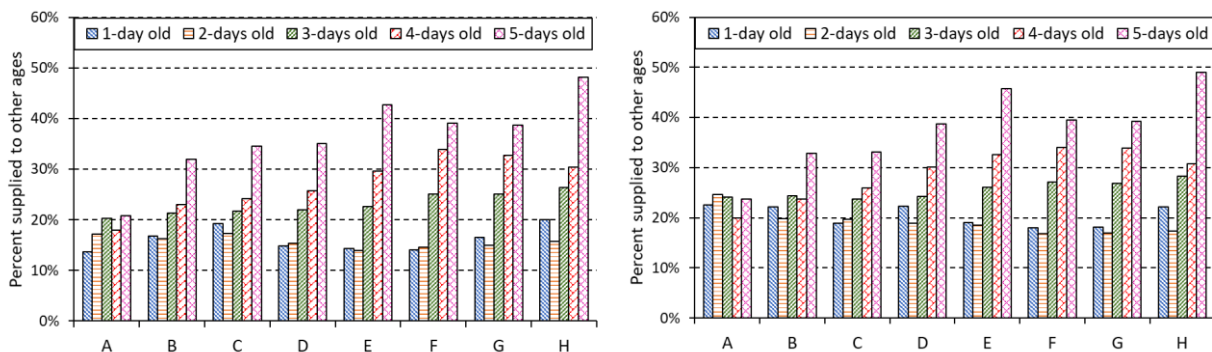 Percent supplied to other ages
60%
50%
40%
30%
20%
10%
0%
1-day old 2-days old 3-days old 4-days old 5-days old
A B C D E F G H
Percent supplied to other ages
60%
50%
40%
30%
20%
10%
0%
1-day old 2-days old 3-days old 4-days old 5-days old
A B C D E F G H